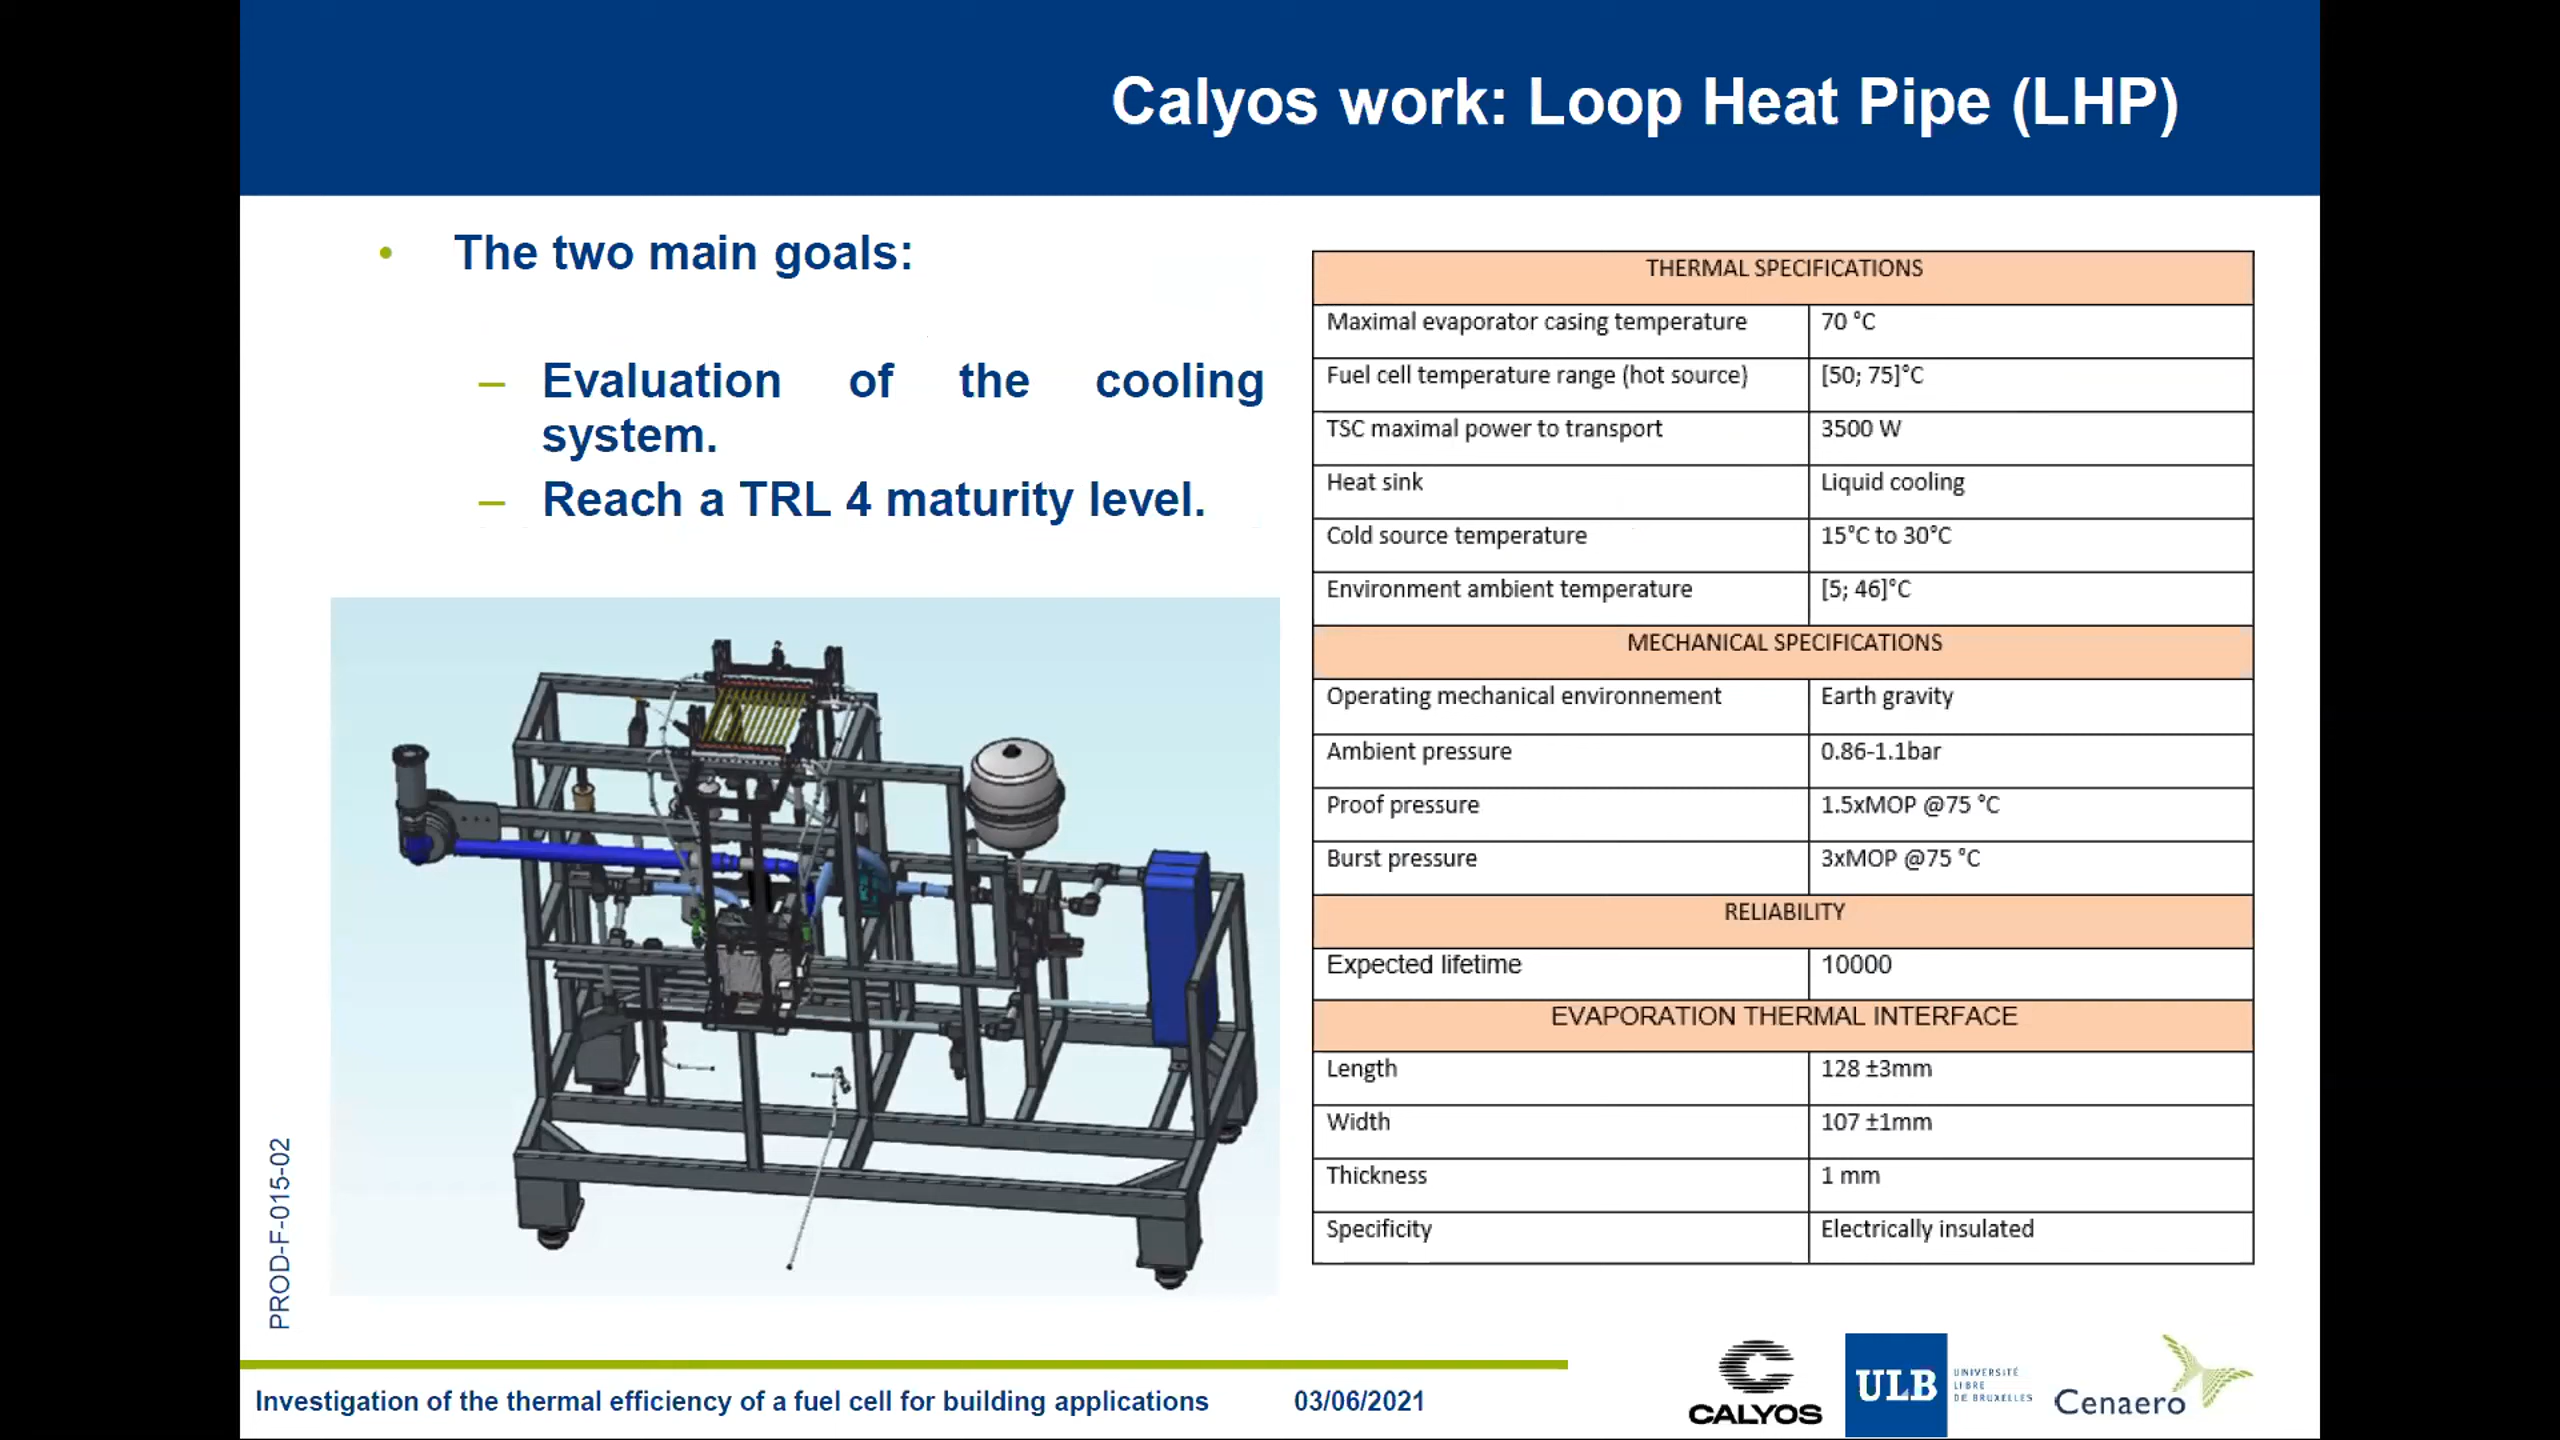 Calyos work: Loop Heat Pipe (LHP)
• The two main goals:
– Evaluation of the cooling
system.
– Reach a TRL 4 maturity level.
THERMAL SPECIFICATIONS
Maximal evaporator casing temperature 70 °C
Fuel cell temperature range (hot source) [50; 75]°C
TSC maximal power to transport 3500 W
Heat sink Liquid cooling
Cold source temperature 15°C to 30°C
Environment ambient temperature [5; 46]°C
MECHANICAL SPECIFICATIONS
Operating mechanical environnement Earth gravity
Ambient pressure 0.86-1.1bar
Proof pressure 1.5xMOP @75 °C
Burst pressure 3xMOP @75 °C
RELIABILITY
Expected lifetime 10000
EVAPORATION THERMAL INTERFACE
Length 128 ±3mm
Width 107 ±1mm
Thickness 1 mm
Specificity Electrically insulated
PROD-F-015-02
Investigation of the thermal efficiency of a fuel cell for building applications 03/06/2021
CALYOS
ULB
UNIVERSITÉ
LIBRE
DE BRUXELLES
Cenaero